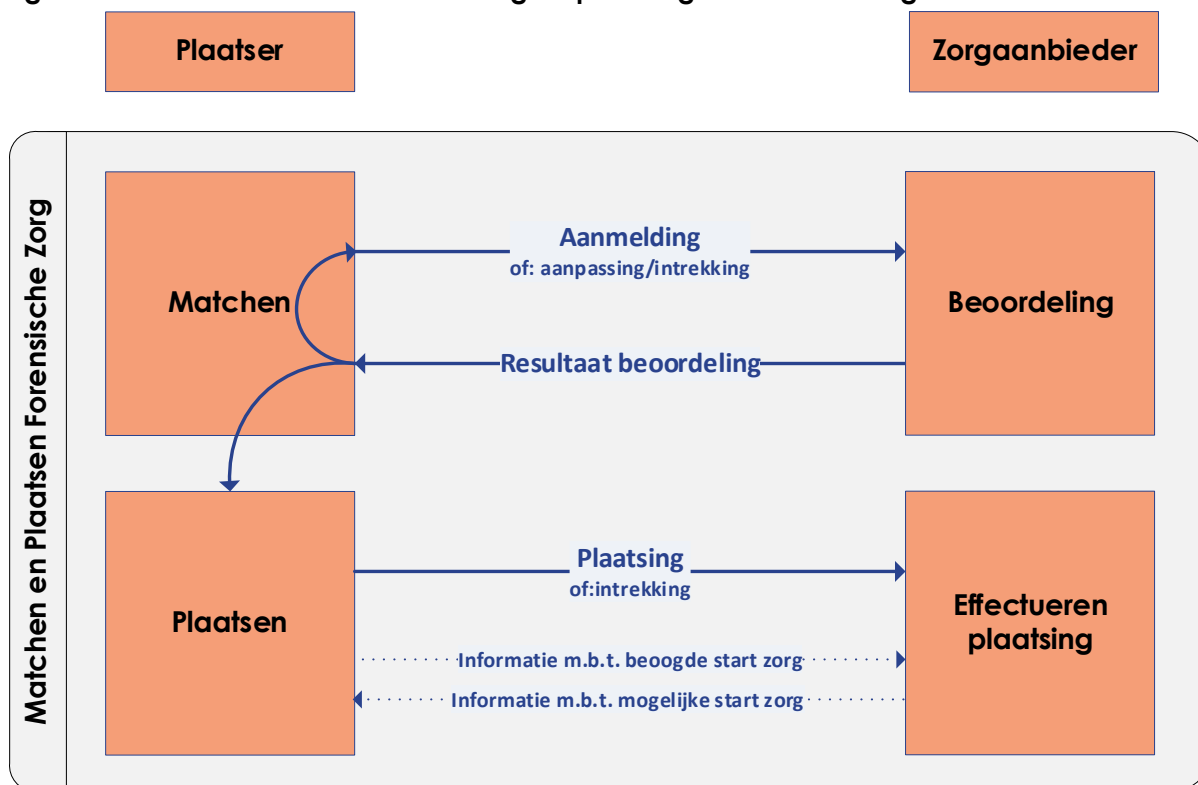 Plaatser
Zorgaanbieder
Matchen en Plaatsen Forensische Zorg
Matchen
Aanmelding
of: aanpassing/intrekking
Beoordeling
Resultaat beoordeling
Plaatsen
Plaatsing
of:intrekking
Effectueren
plaatsing
Informatie m.b.t. beoogde start zorg
Informatie m.b.t. mogelijke start zorg